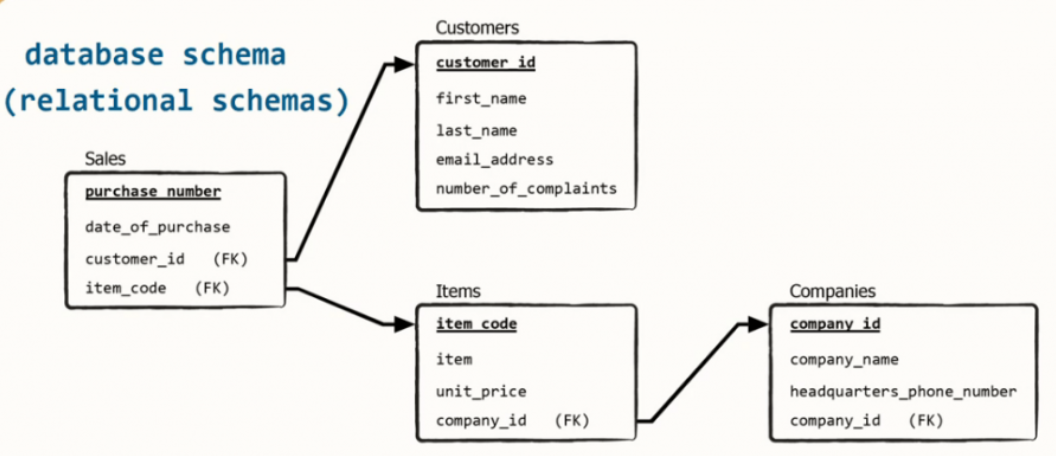 database schema
(relational schemas)
Customers
customer_id
first_name
last_name
email_address
number_of_complaints
Sales
purchase_number
date_of_purchase
customer_id (FK)
item_code (FK)
Items
item_code
item
unit_price
company_id (FK)
Companies
company_id
company_name
headquarters_phone_number
company_id (FK)